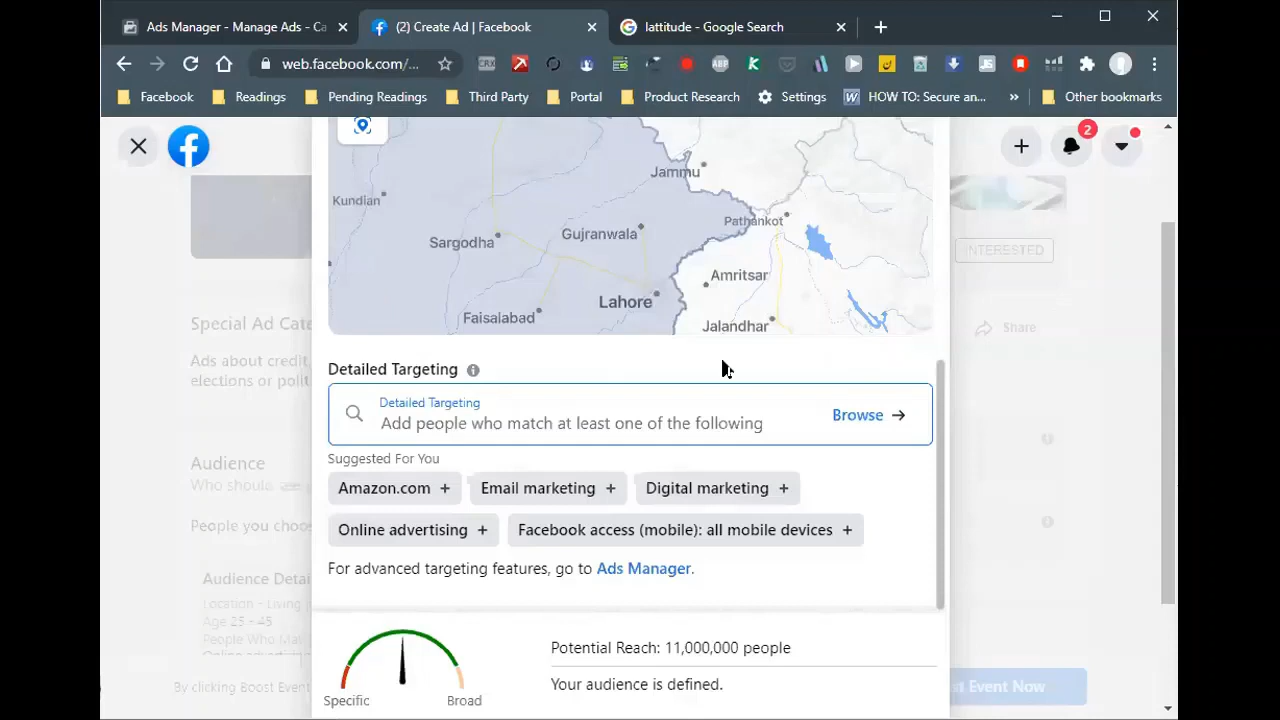 Ads Manager - Manage Ads - Ca
(2) Create Ad | Facebook
lattitude - Google Search
web.facebook.com/...
Facebook
Readings
Pending Readings
Third Party
Portal
Product Research
Settings
HOW TO: Secure an...
»
Other bookmarks
2
Jammu
Kundian
Pathankot
Gujranwala
Sargodha
Amritsar
Lahore
Faisalabad
Jalandhar
INTERESTED
Share
Special Ad Cate
Ads about credit
elections or polit
Detailed Targeting
Detailed Targeting
Add people who match at least one of the following
Browse →
Suggested For You
Amazon.com +
Email marketing +
Digital marketing +
Online advertising +
Facebook access (mobile): all mobile devices +
For advanced targeting features, go to Ads Manager.
Audience
Who should
People you choos
Audience Detai
Location - Living
Age 25 - 45
People Who Mat
By clicking Boost Even
st Event Now
Specific
Broad
Potential Reach: 11,000,000 people
Your audience is defined.